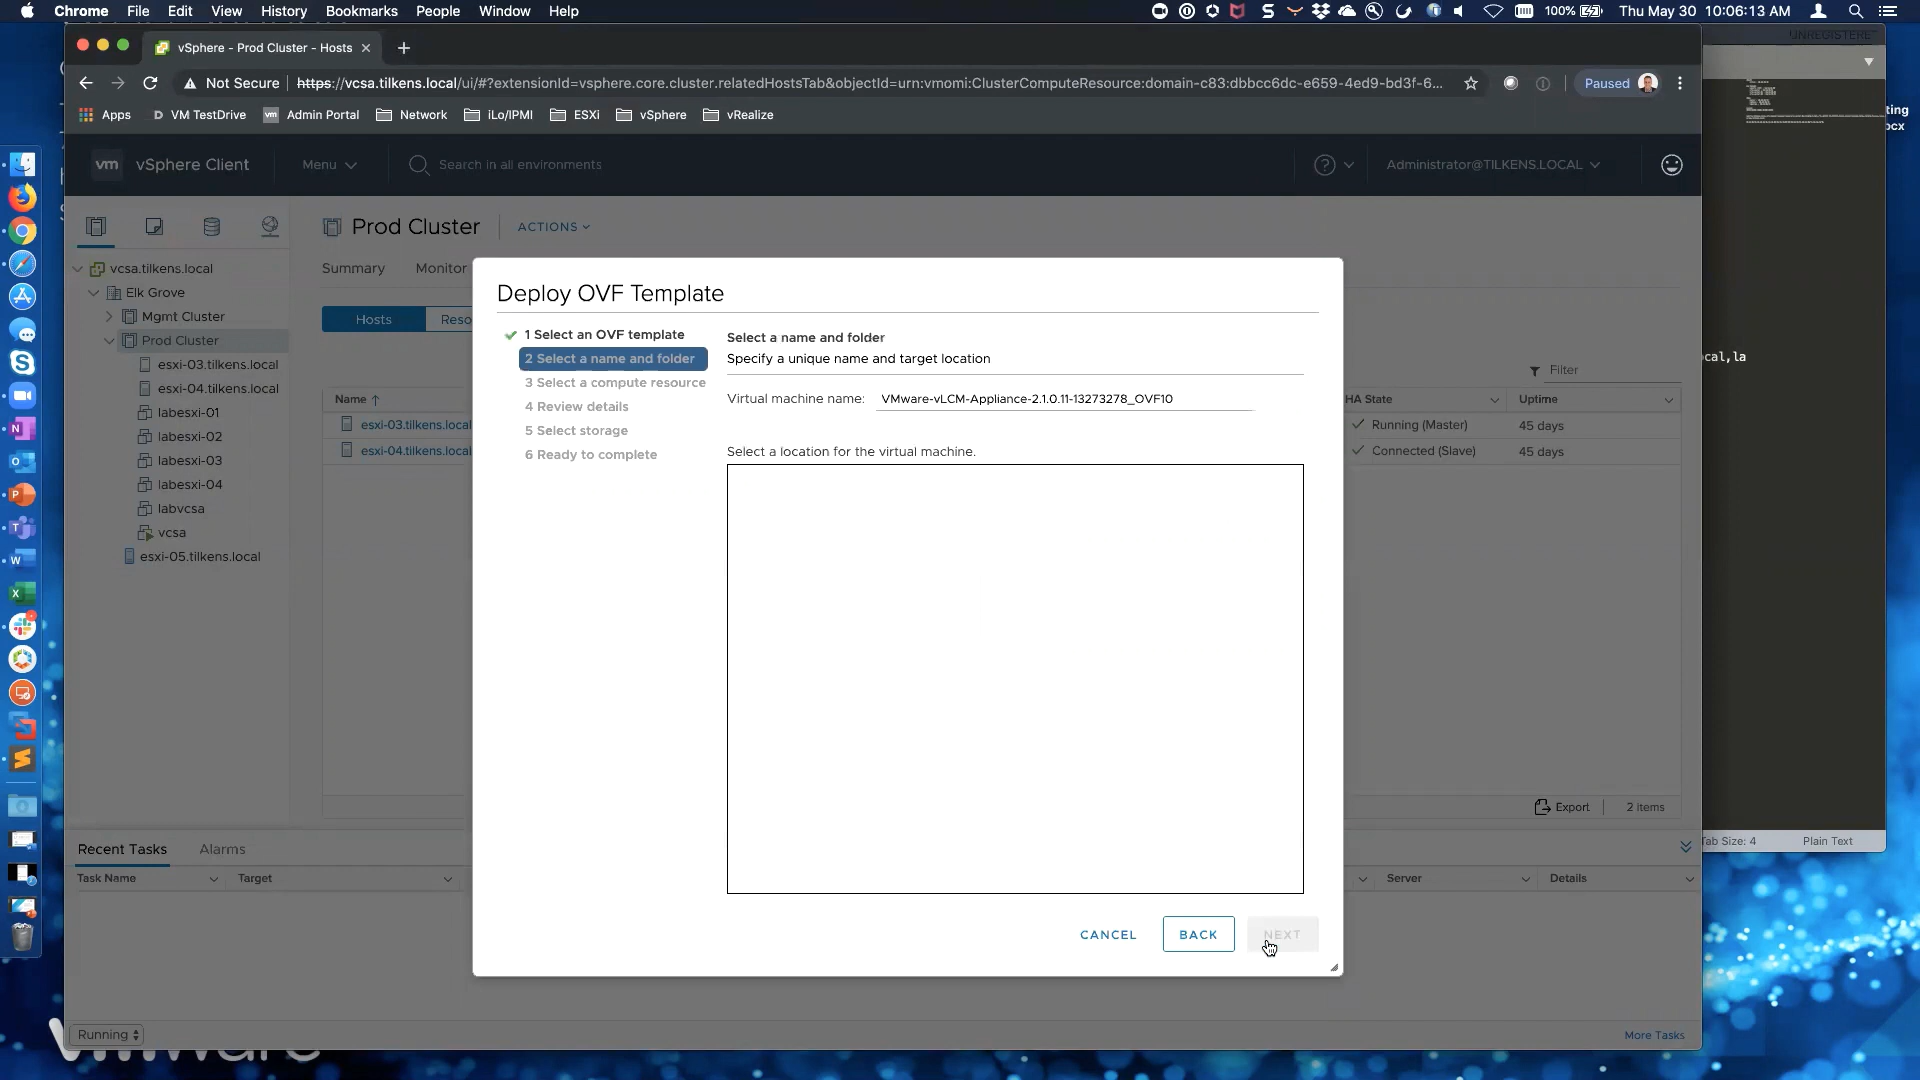 Chrome File Edit View History Bookmarks People Window Help
100% Thu May 30 10:06:13 AM
UNREGISTERE
vSphere - Prod Cluster - Hosts
Not Secure https://vcsa.tilkens.local/ui/#?extensionId=vsphere.core.cluster.relatedHostsTab&objectId=urn:vmomi:ClusterComputeResource:domain-c83:dbbcc6dc-e659-4ed9-bd3f-6...
Paused
Apps VM TestDrive Admin Portal Network iLo/IPMI ESXi vSphere vRealize
ting
ocx
vm vSphere Client Menu Search in all environments Administrator@TILKENS.LOCAL
Prod Cluster ACTIONS
Summary Monitor
vcsa.tilkens.local
Elk Grove
Mgmt Cluster
Prod Cluster
esxi-03.tilkens.local
esxi-04.tilkens.local
labesxi-01
labesxi-02
labesxi-03
labesxi-04
labvcsa
vcsa
esxi-05.tilkens.local
Hosts Reso
Name
esxi-03.tilkens.local
esxi-04.tilkens.local
Deploy OVF Template
1 Select an OVF template
2 Select a name and folder
3 Select a compute resource
4 Review details
5 Select storage
6 Ready to complete
Select a name and folder
Specify a unique name and target location
Virtual machine name: VMware-vLCM-Appliance-2.1.0.11-13273278_OVF10
Select a location for the virtual machine.
CANCEL BACK NEXT
Filter
HA State Uptime
Running (Master) 45 days
Connected (Slave) 45 days
Export 2 items
cal,la
Tab Size: 4 Plain Text
Recent Tasks Alarms
Task Name Target Server Details
Running More Tasks
vmware